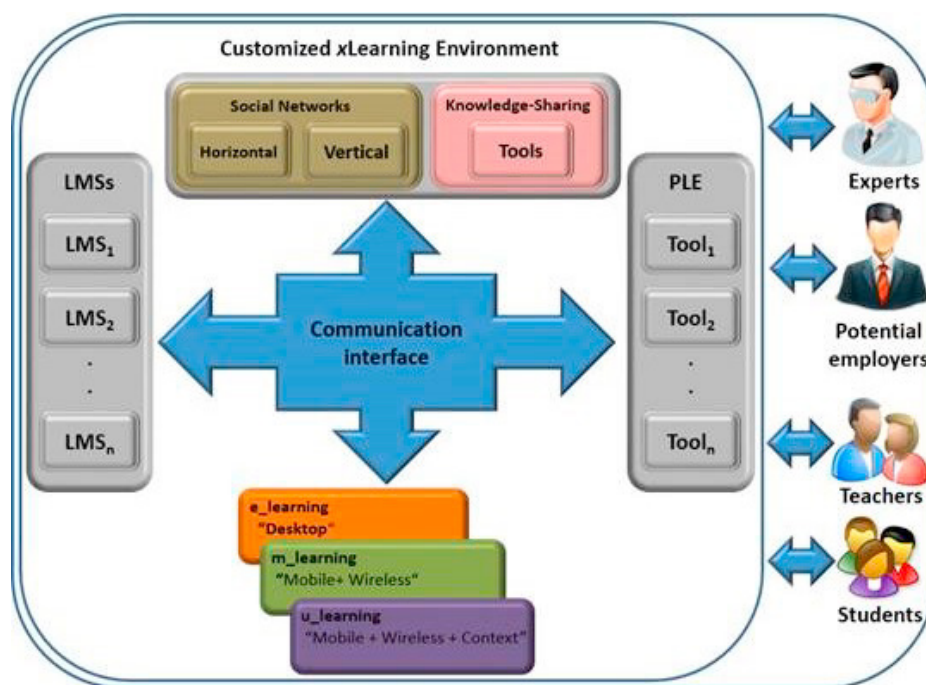 Customized xLearning Environment
Social Networks
Horizontal
Vertical
Knowledge-Sharing
Tools
LMSs
LMS₁
LMS₂
.
.
LMSₙ
Communication
interface
PLE
Tool₁
Tool₂
.
.
Toolₙ
e_learning
"Desktop"
m_learning
"Mobile+ Wireless"
u_learning
"Mobile + Wireless + Context"
Experts
Potential
employers
Teachers
Students